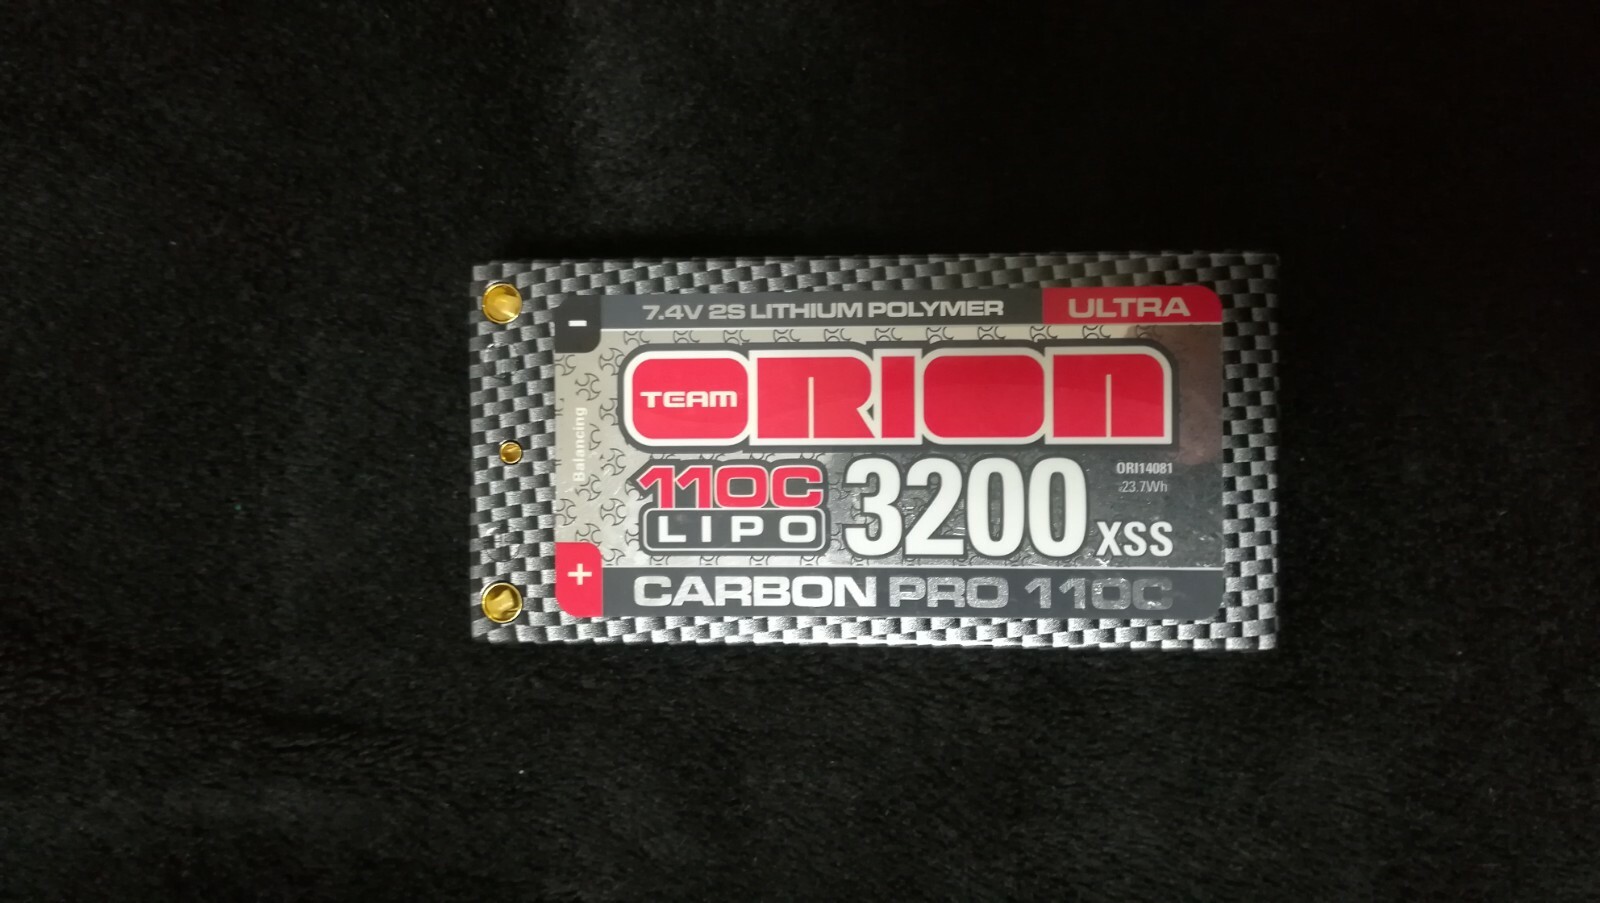 7.4V 2S LITHIUM POLYMER ULTRA
-
TEAM ORION
Balancing
110C LIPO 3200 XSS
ORI14081
23.7Wh
+
CARBON PRO 110C